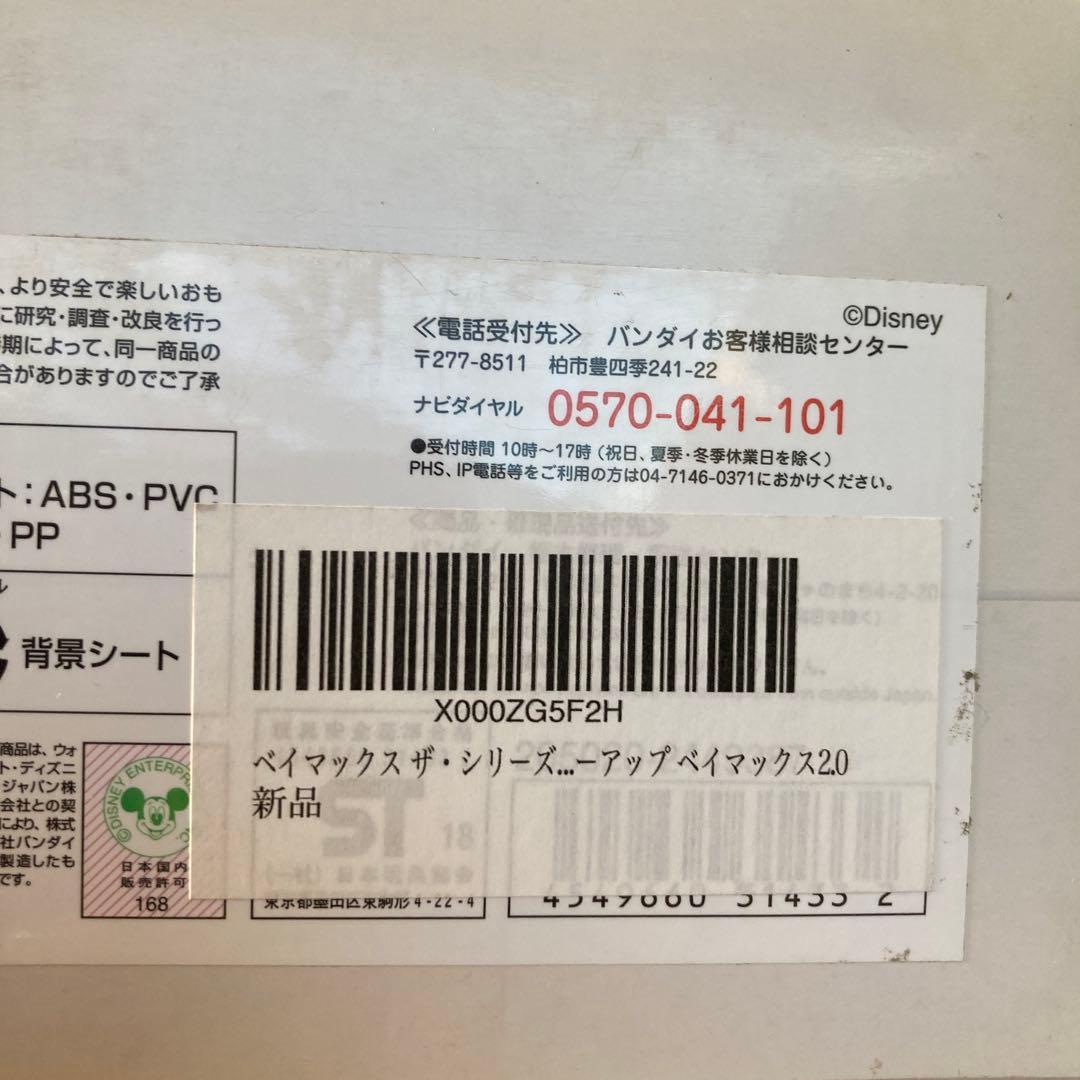 、より安全で楽しいおも
に研究・調査・改良を行っ
時期によって、同一商品の
合がありますのでご了承
ト：ABS・PVC
・PP
背景シート
商品は、ウォ
ト・ディズニ
ジャパン株
会社との契
により、株式
社バンダイ
製造したも
です。
©DISNEY ENTERPRI
日本国内
販売許可
168
©Disney
≪電話受付先≫ バンダイお客様相談センター
〒277-8511 柏市豊四季241-22
ナビダイヤル 0570-041-101
●受付時間 10時～17時（祝日、夏季・冬季休業日を除く）
PHS、IP電話等をご利用の方は04-7146-0371におかけください。
X000ZG5F2H
ベイマックス ザ・シリーズ...ーアップ ベイマックス2.0
新品
ST 18
東京都墨田区東駒形4-22-4
4549660 314332